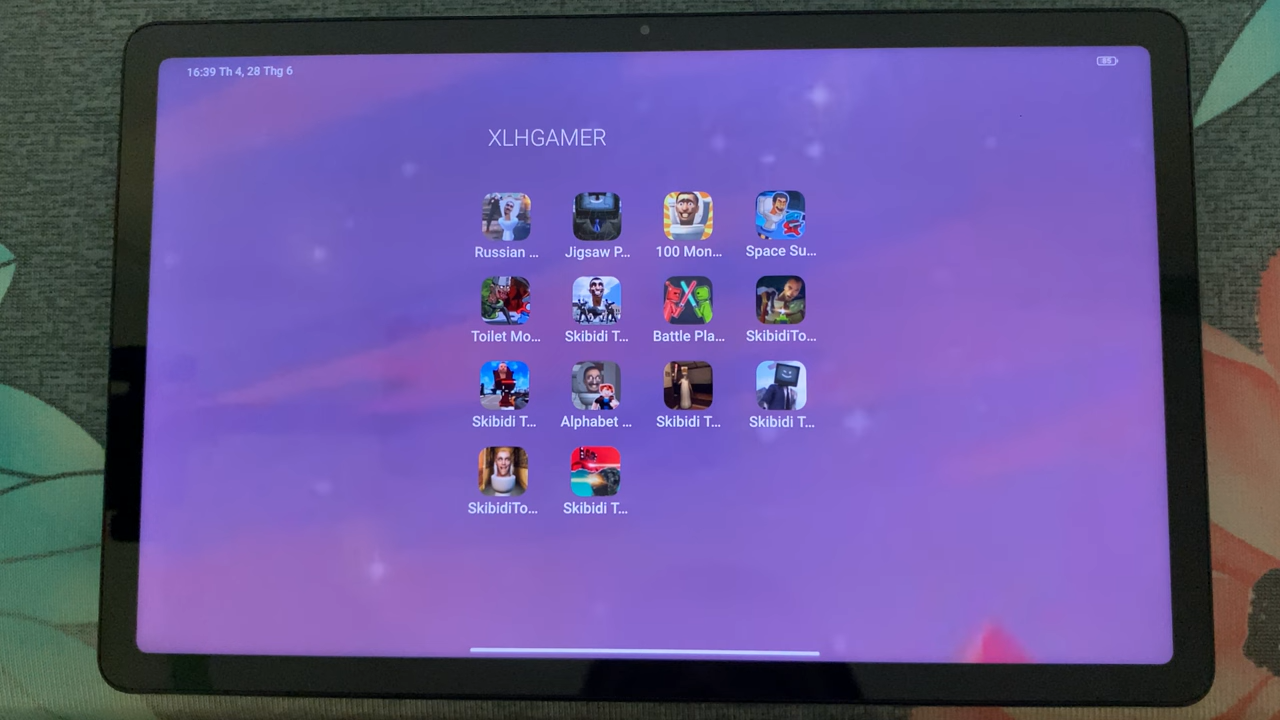 16:39 Th 4, 28 Thg 6
85
XLHGAMER
Russian ...
Jigsaw P...
100 Mon...
Space Su...
Toilet Mo...
Skibidi T...
Battle Pla...
SkibidiTo...
Skibidi T...
Alphabet ...
Skibidi T...
Skibidi T...
SkibidiTo...
Skibidi T...